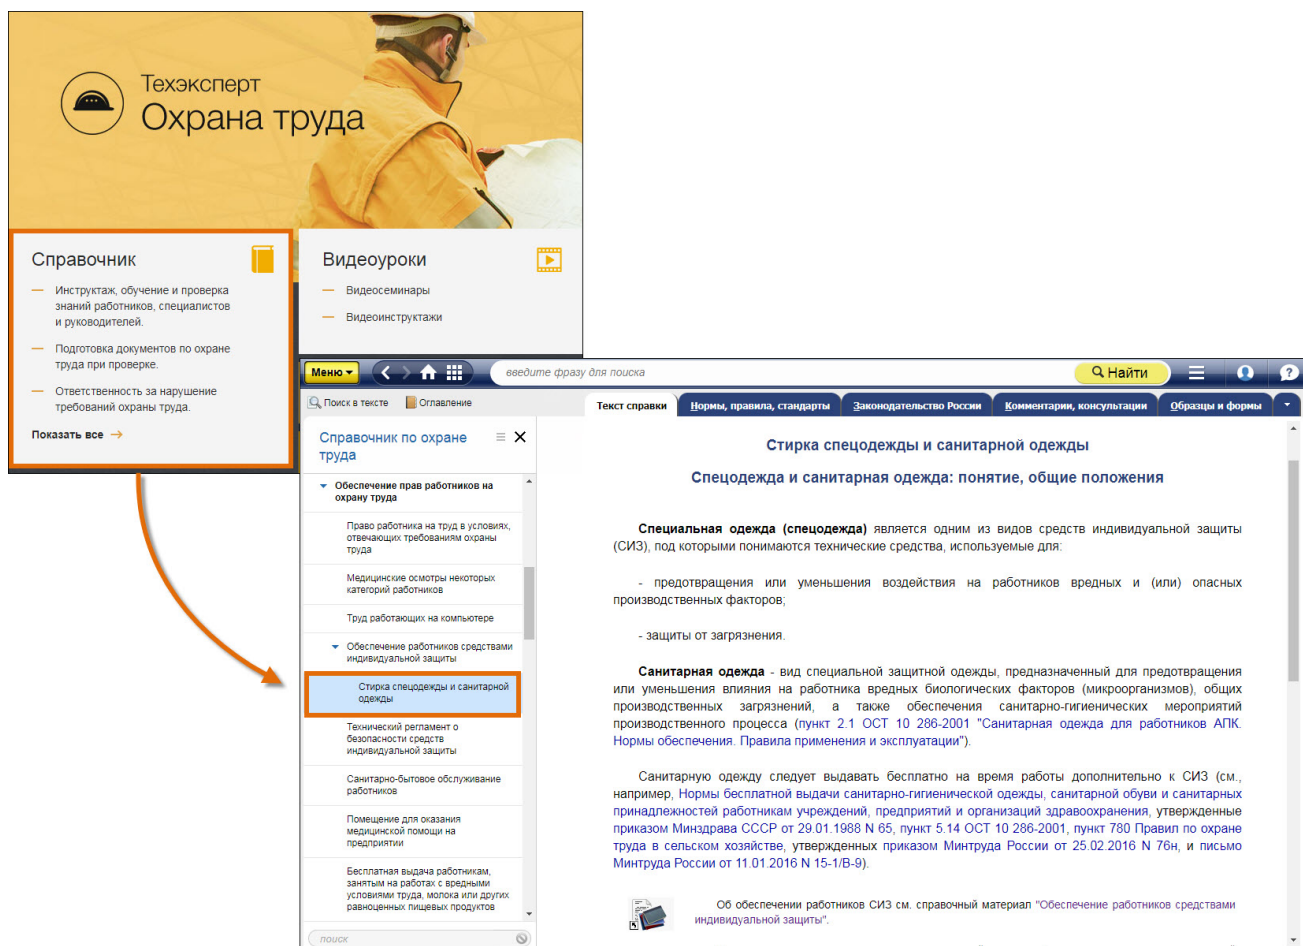 Техэксперт
Охрана труда
Справочник
Инструктаж, обучение и проверка
знаний работников, специалистов
и руководителей.
Подготовка документов по охране
труда при проверке.
Ответственность за нарушение
требований охраны труда.
Показать все →
Видеоуроки
Видеосеминары
Видеоинструктажи
Меню
введите фразу для поиска
Найти
?
Поиск в тексте
Оглавление
Текст справки
Нормы, правила, стандарты
Законодательство России
Комментарии, консультации
Образцы и формы
Справочник по охране
труда
Обеспечение прав работников на
охрану труда
Право работника на труд в условиях,
отвечающих требованиям охраны
труда
Медицинские осмотры некоторых
категорий работников
Труд работающих на компьютере
Обеспечение работников средствами
индивидуальной защиты
Стирка спецодежды и санитарной
одежды
Технический регламент о
безопасности средств
индивидуальной защиты
Санитарно-бытовое обслуживание
работников
Помещение для оказания
медицинской помощи на
предприятии
Бесплатная выдача работникам,
занятым на работах с вредными
условиями труда, молока или других
равноценных пищевых продуктов
поиск
Стирка спецодежды и санитарной одежды
Спецодежда и санитарная одежда: понятие, общие положения
Специальная одежда (спецодежда) является одним из видов средств индивидуальной защиты
(СИЗ), под которыми понимаются технические средства, используемые для:
- предотвращения или уменьшения воздействия на работников вредных и (или) опасных
производственных факторов;
- защиты от загрязнения.
Санитарная одежда - вид специальной защитной одежды, предназначенный для предотвращения
или уменьшения влияния на работника вредных биологических факторов (микроорганизмов), общих
производственных загрязнений, а также обеспечения санитарно-гигиенических мероприятий
производственного процесса (пункт 2.1 ОСТ 10 286-2001 "Санитарная одежда для работников АПК.
Нормы обеспечения. Правила применения и эксплуатации").
Санитарную одежду следует выдавать бесплатно на время работы дополнительно к СИЗ (см.,
например, Нормы бесплатной выдачи санитарно-гигиенической одежды, санитарной обуви и санитарных
принадлежностей работникам учреждений, предприятий и организаций здравоохранения, утвержденные
приказом Минздрава СССР от 29.01.1988 N 65, пункт 5.14 ОСТ 10 286-2001, пункт 780 Правил по охране
труда в сельском хозяйстве, утвержденных приказом Минтруда России от 25.02.2016 N 76н, и письмо
Минтруда России от 11.01.2016 N 15-1/В-9).
Об обеспечении работников СИЗ см. справочный материал "Обеспечение работников средствами
индивидуальной защиты".